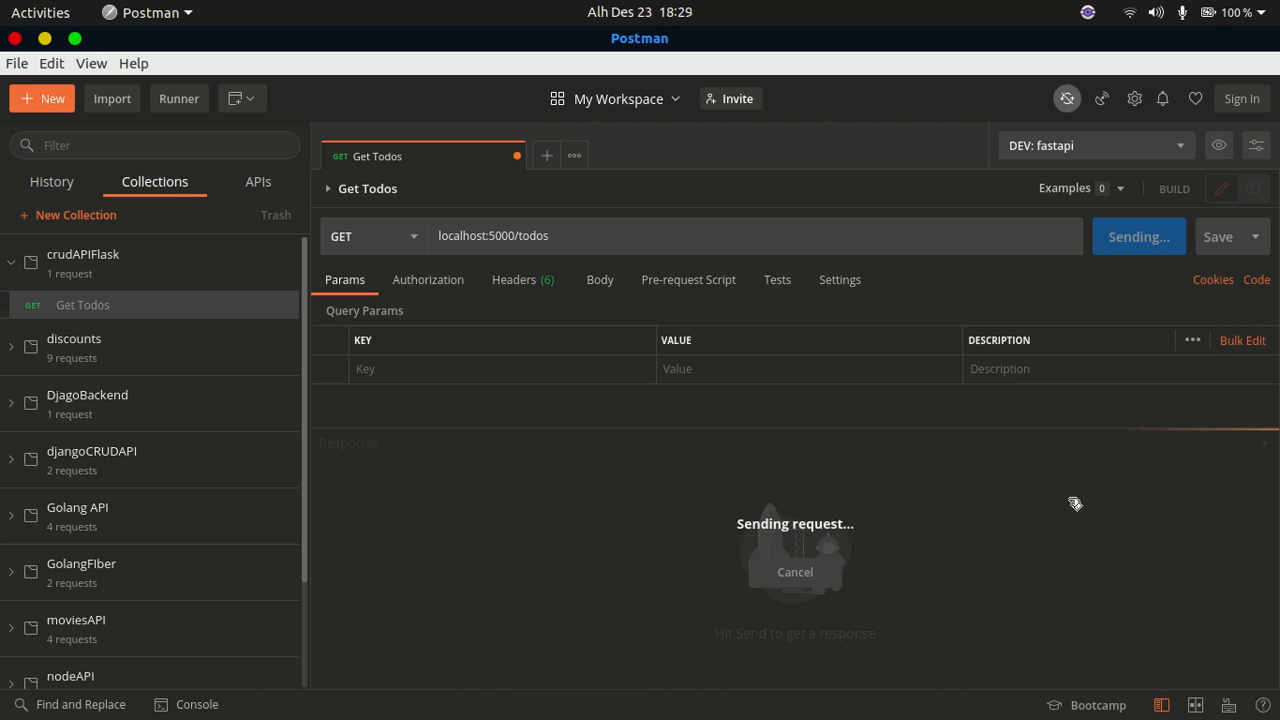 Activities Postman Alh Des 23 18:29 100 %
Postman
File Edit View Help
New Import Runner My Workspace Invite Sign In
Filter
History Collections APIs
+ New Collection Trash
crudAPIFlask
1 request
GET Get Todos
discounts
9 requests
DjagoBackend
1 request
djangoCRUDAPI
2 requests
Golang API
4 requests
GolangFIber
2 requests
moviesAPI
4 requests
nodeAPI
GET Get Todos DEV: fastapi
Get Todos Examples 0 BUILD
GET localhost:5000/todos Sending... Save
Params Authorization Headers (6) Body Pre-request Script Tests Settings Cookies Code
Query Params
KEY VALUE DESCRIPTION Bulk Edit
Key Value Description
Response
Sending request...
Cancel
Hit Send to get a response
Find and Replace Console Bootcamp